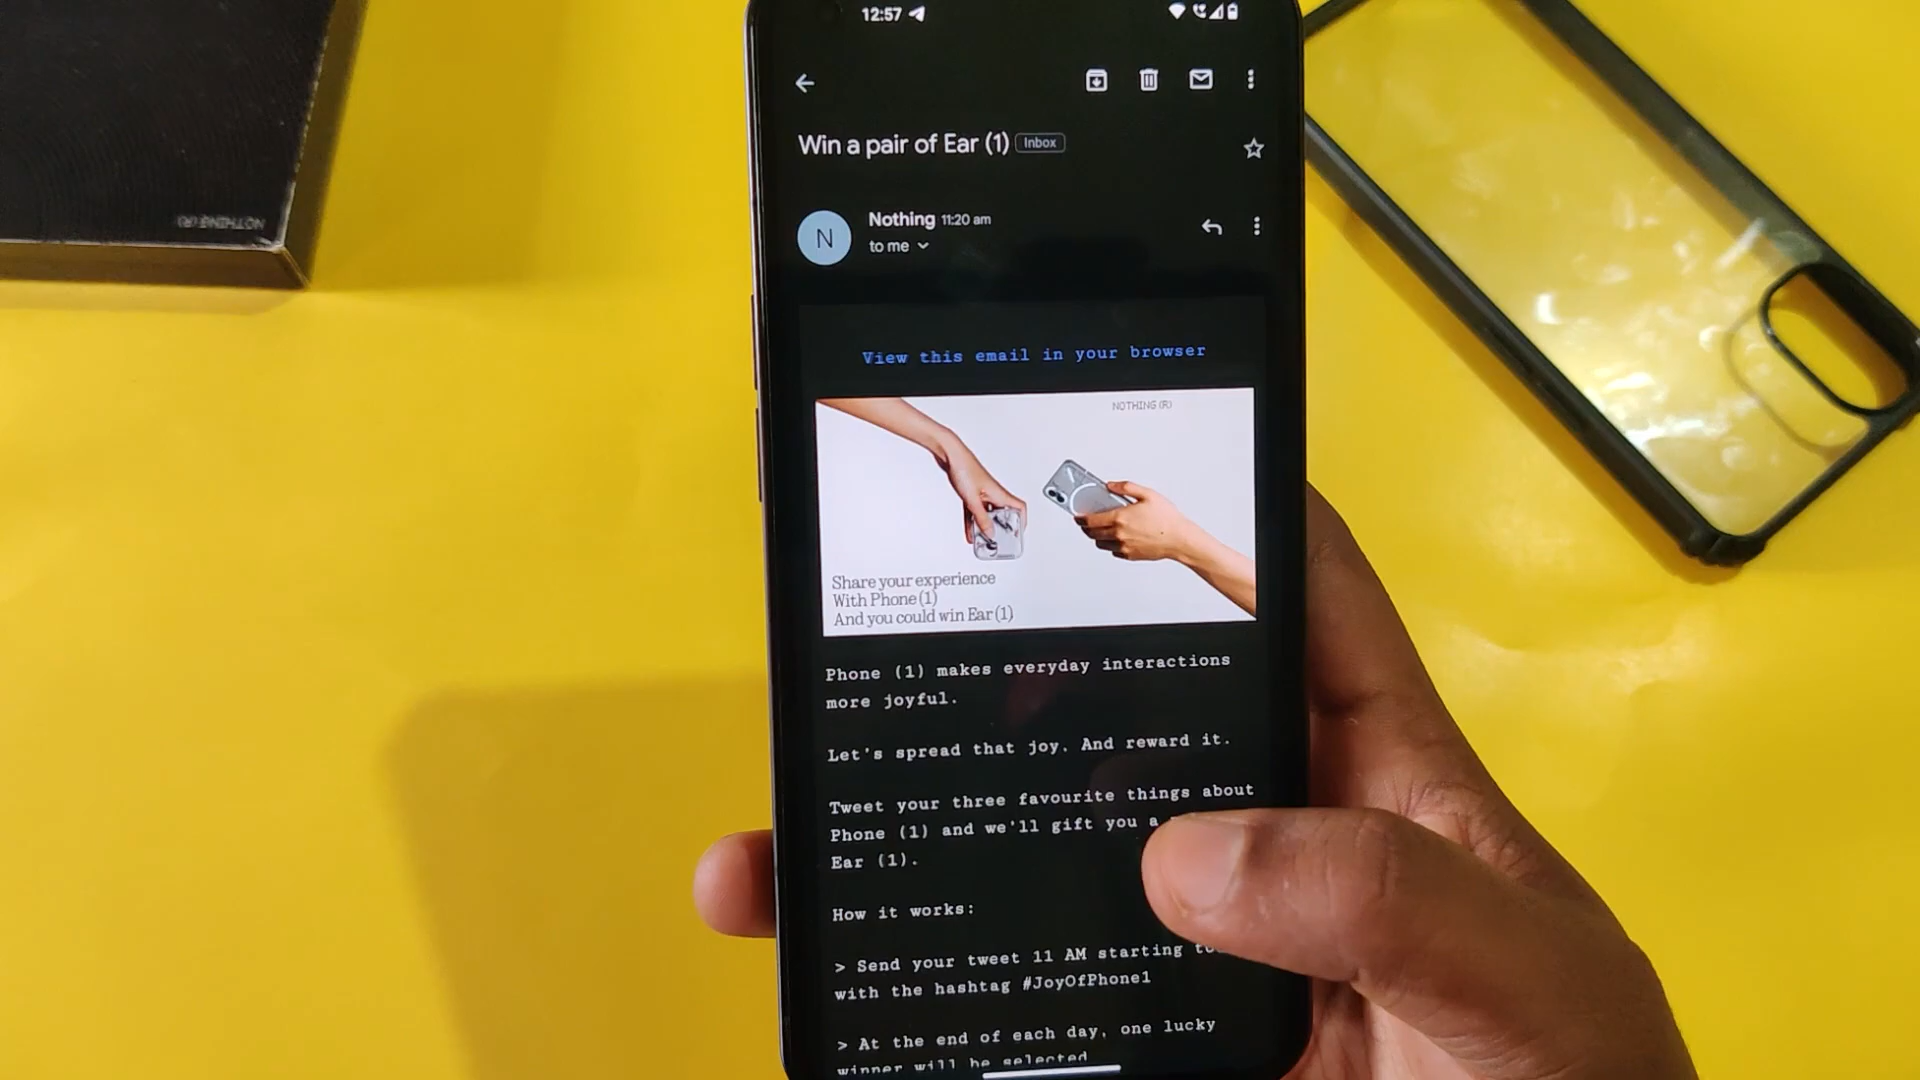 12:57
Win a pair of Ear (1) Inbox
N
Nothing 11:20 am
to me
View this email in your browser
NOTHING (R)
Share your experience
With Phone (1)
And you could win Ear (1)
Phone (1) makes everyday interactions
more joyful.
Let's spread that joy. And reward it.
Tweet your three favourite things about
Phone (1) and we'll gift you a
Ear (1).
How it works:
> Send your tweet 11 AM starting
with the hashtag #JoyOfPhone1
> At the end of each day, one lucky
winner will be selected
NOTHING (R)